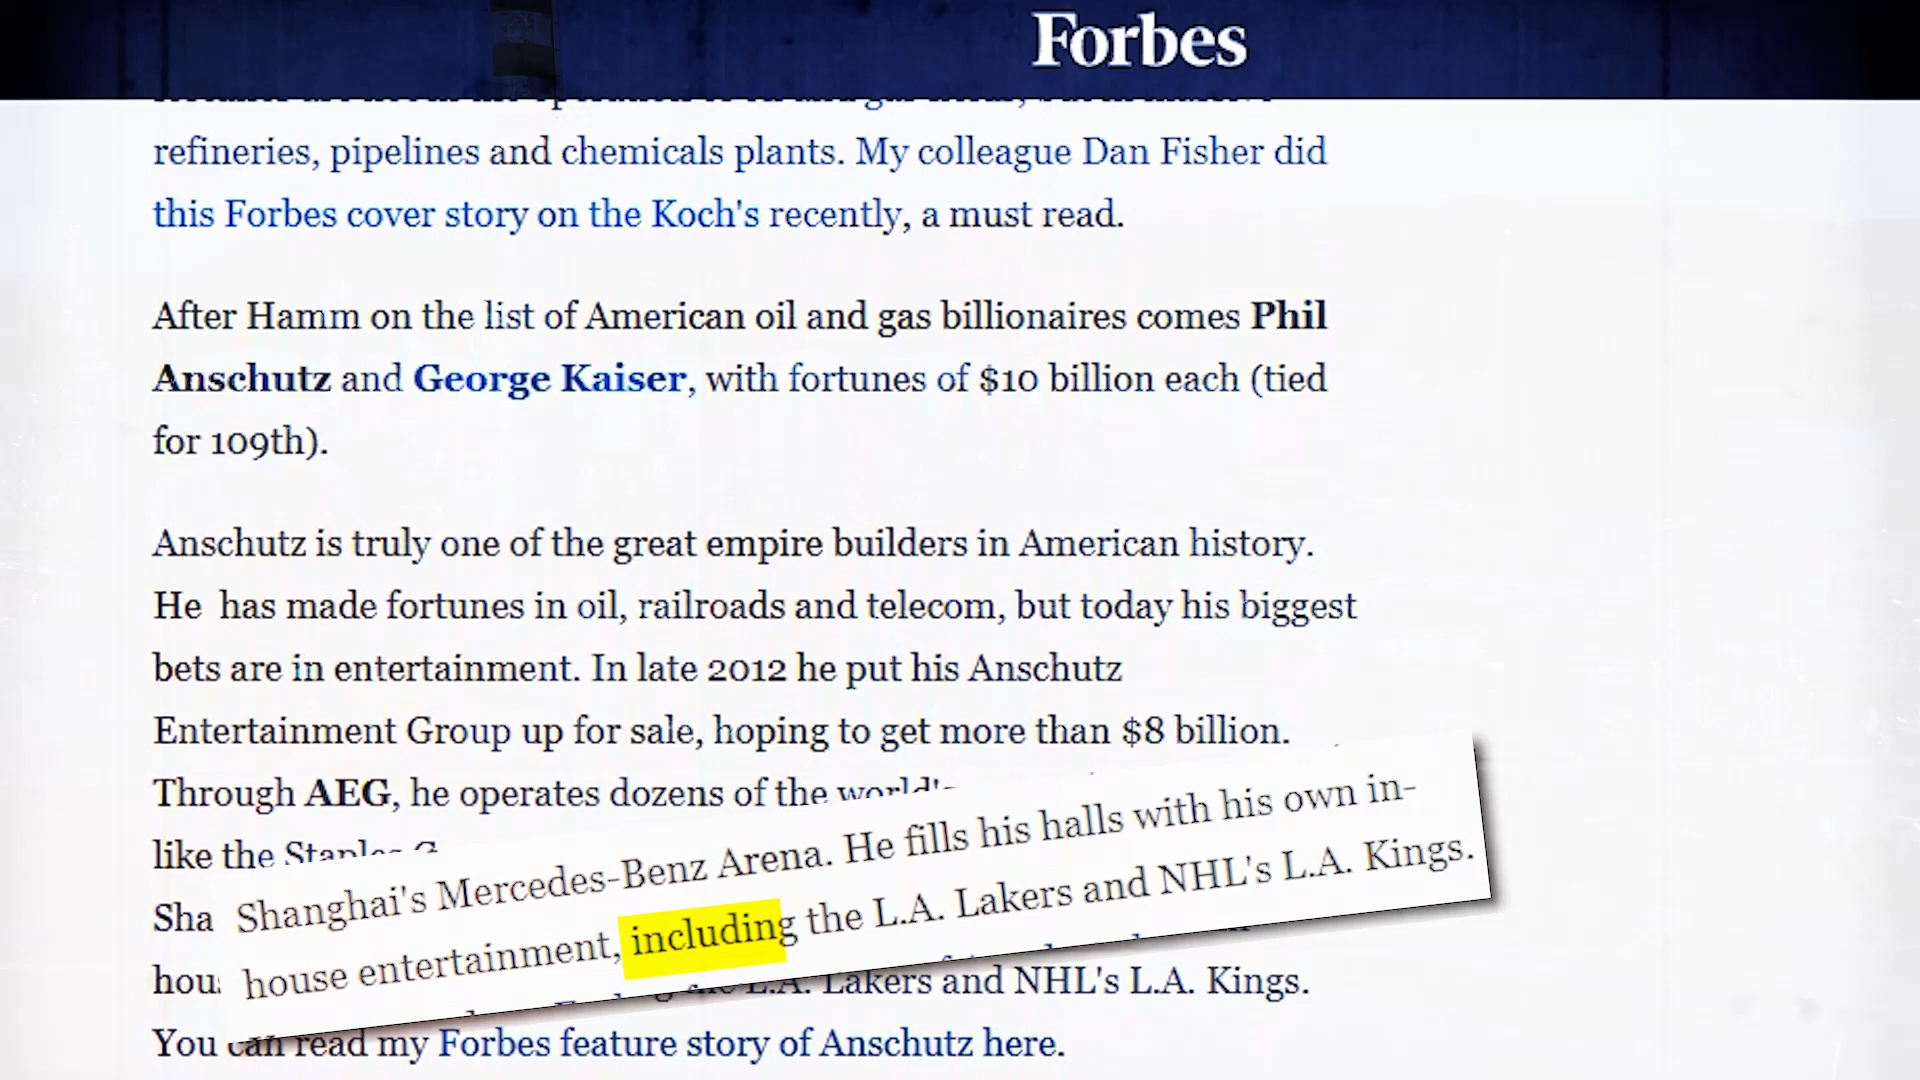 Forbes
refineries, pipelines and chemicals plants. My colleague Dan Fisher did
this Forbes cover story on the Koch's recently, a must read.
After Hamm on the list of American oil and gas billionaires comes Phil
Anschutz and George Kaiser, with fortunes of $10 billion each (tied
for 109th).
Anschutz is truly one of the great empire builders in American history.
He has made fortunes in oil, railroads and telecom, but today his biggest
bets are in entertainment. In late 2012 he put his Anschutz
Entertainment Group up for sale, hoping to get more than $8 billion.
Through AEG, he operates dozens of the world's
like the Staples
Shanghai's Mercedes-Benz Arena. He fills his halls with his own in-
house entertainment, including the L.A. Lakers and NHL's L.A. Kings.
Sha
hous
L.A. Lakers and NHL's L.A. Kings.
You can read my Forbes feature story of Anschutz here.